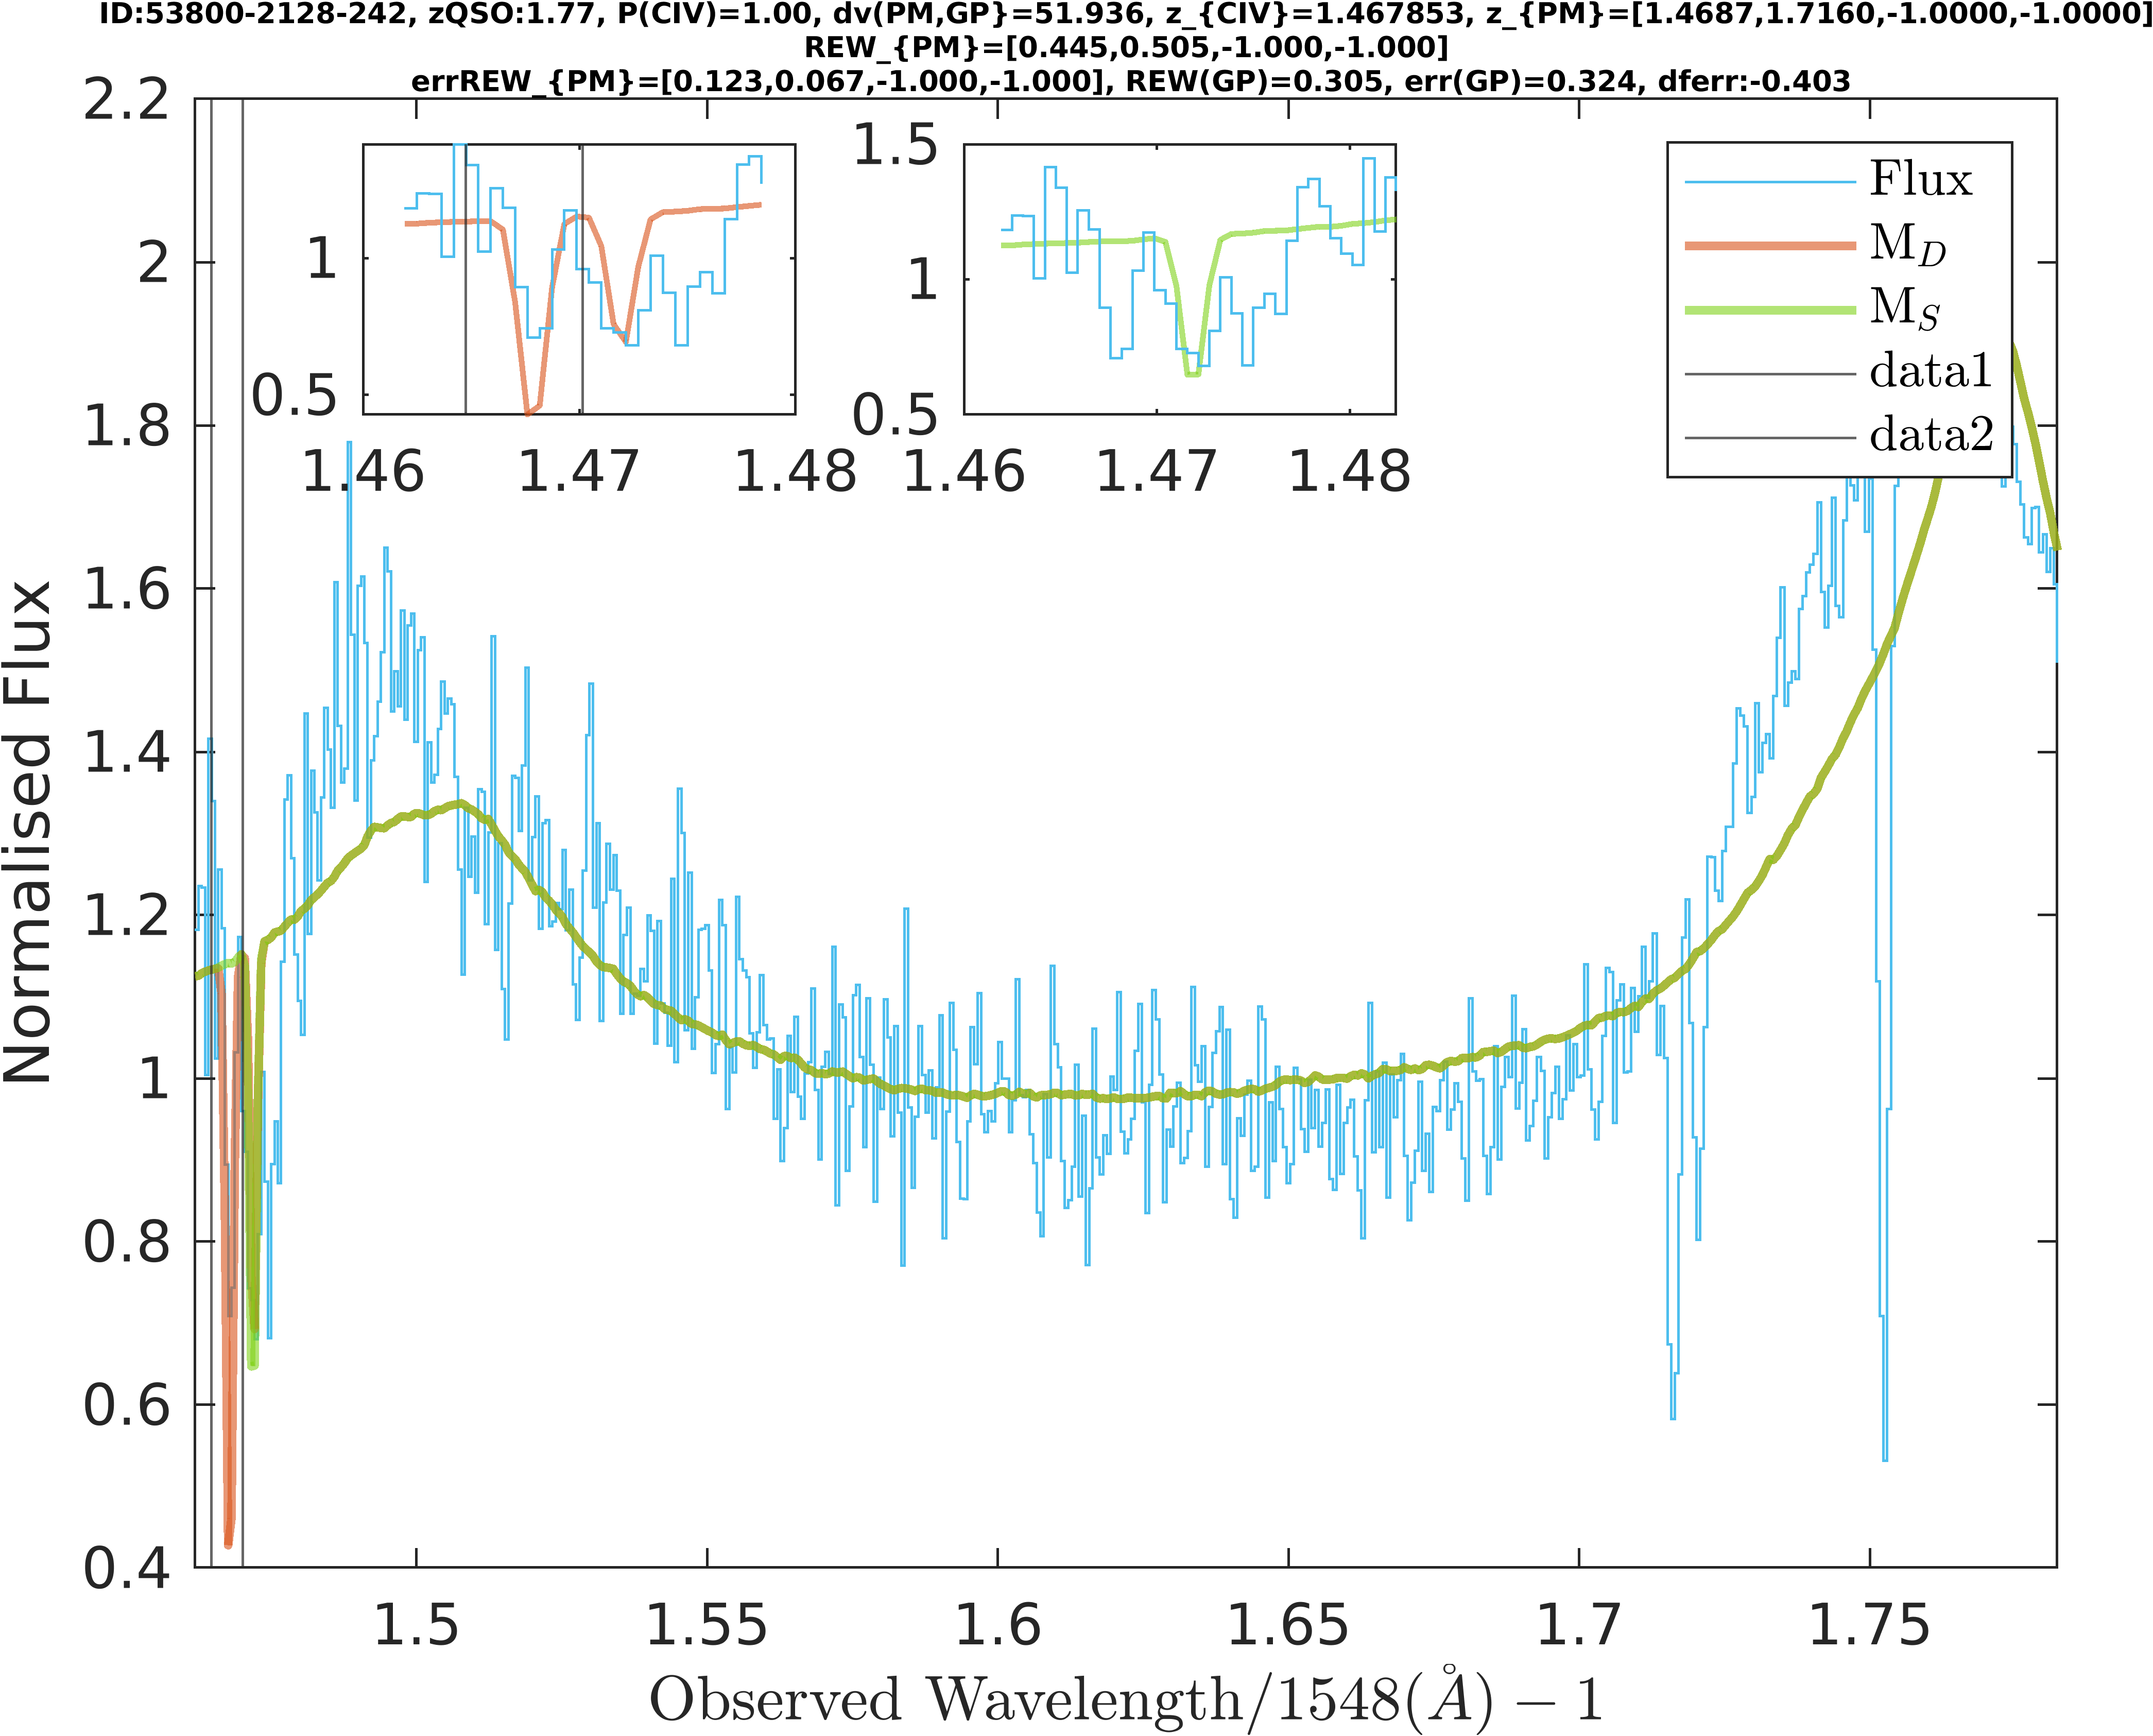 ID:53800-2128-242, zQSO:1.77, P(CIV)=1.00, dv(PM,GP}=51.936, z_{CIV}=1.467853, z_{PM}=[1.4687,1.7160,-1.0000,-1.0000]
REW_{PM}=[0.445,0.505,-1.000,-1.000]
errREW_{PM}=[0.123,0.067,-1.000,-1.000], REW(GP)=0.305, err(GP)=0.324, dferr:-0.403
2.2
2
1.8
1.6
1.4
1.2
1
0.8
0.6
0.4
Normalised Flux
1
0.5
1.46 1.47 1.48
1.5
1
0.5
1.46 1.47 1.48
Flux
M_D
M_S
data1
data2
1.5 1.55 1.6 1.65 1.7 1.75
Observed Wavelength/1548(Å) − 1